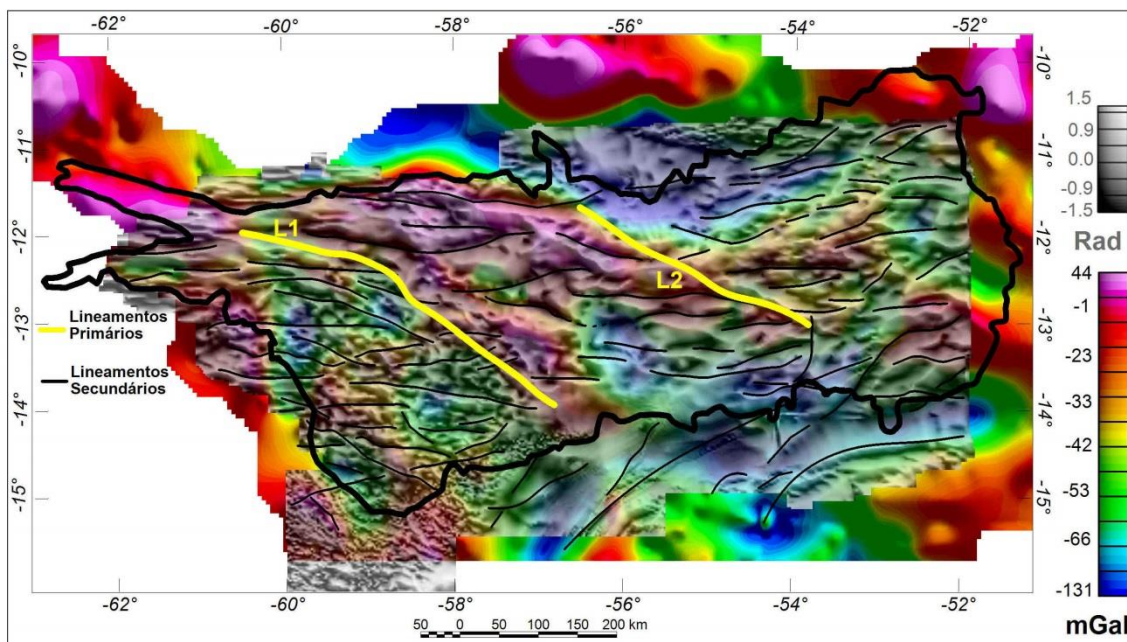 -62° -60° -58° -56° -54° -52°
-10° -10°
-11° -11°
-12° -12°
-13° -13°
-14° -14°
-15° -15°
L1
L2
Lineamentos
Primários
Lineamentos
Secundários
1.5
0.9
0.0
-0.9
-1.5
Rad
44
-1
-23
-33
-42
-53
-66
-131
mGal
-62° -60° -58° -56° -54° -52°
50 0 50 100 150 200 km